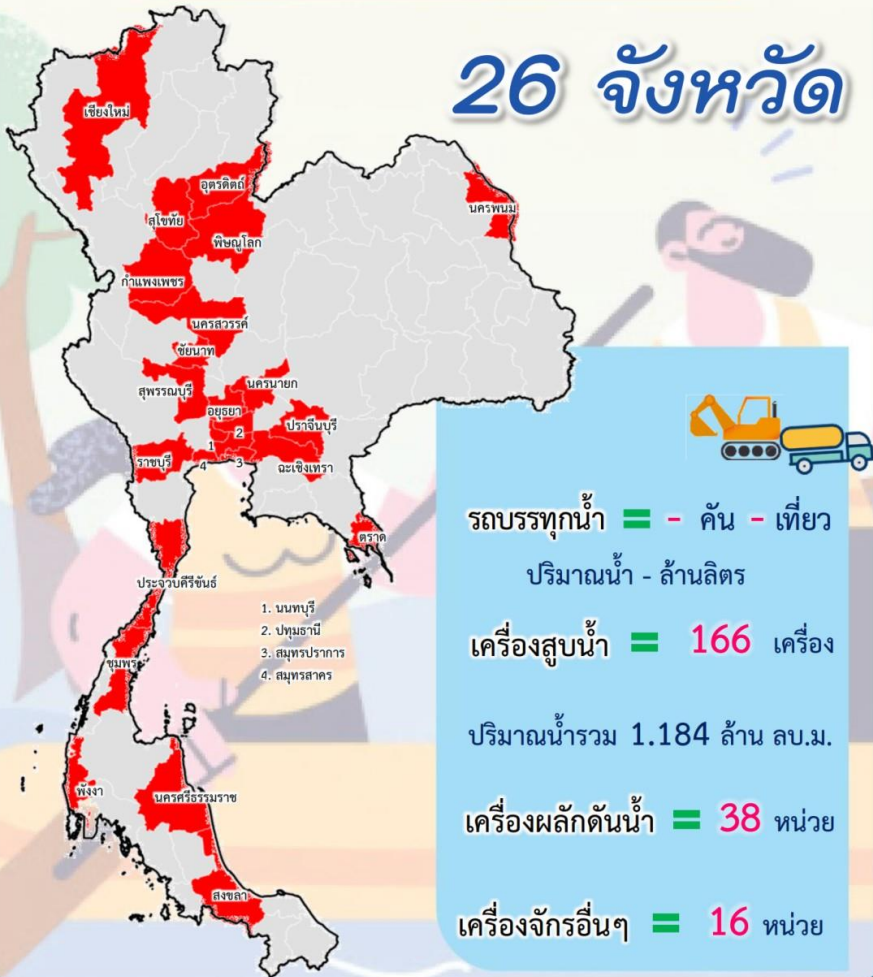 26 จังหวัด
เชียงใหม่
อุตรดิตถ์
สุโขทัย
นครพนม
พิษณุโลก
กำแพงเพชร
นครสวรรค์
ชัยนาท
นครนายก
สุพรรณบุรี
อยุธยา
ปราจีนบุรี
2
1
ราชบุรี
4
3
ฉะเชิงเทรา
ตราด
ประจวบคีรีขันธ์
1. นนทบุรี
2. ปทุมธานี
3. สมุทรปราการ
4. สมุทรสาคร
ชุมพร
พังงา
นครศรีธรรมราช
สงขลา
รถบรรทุกน้ำ = - คัน - เที่ยว
ปริมาณน้ำ - ล้านลิตร
เครื่องสูบน้ำ = 166 เครื่อง
ปริมาณน้ำรวม 1.184 ล้าน ลบ.ม.
เครื่องผลักดันน้ำ = 38 หน่วย
เครื่องจักรอื่นๆ = 16 หน่วย